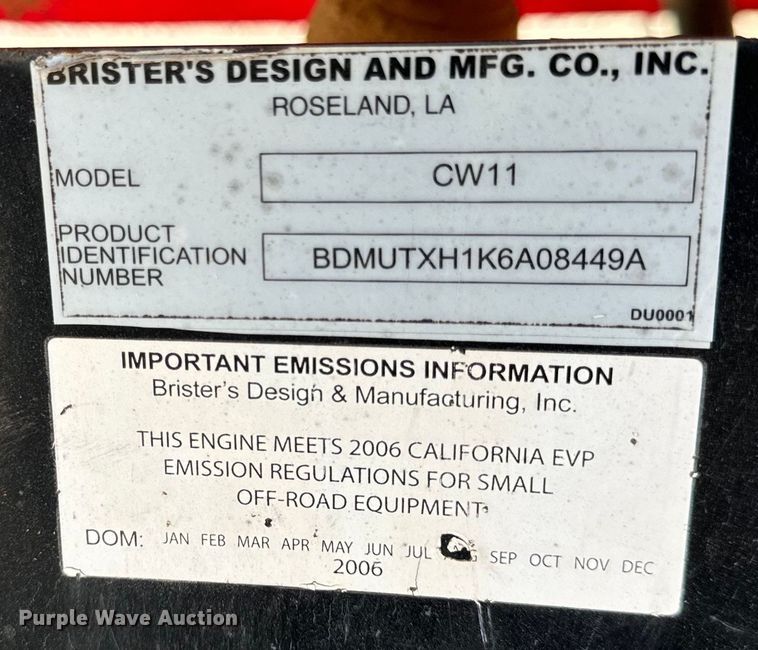 BRISTER'S DESIGN AND MFG. CO., INC.
ROSELAND, LA
MODEL CW11
PRODUCT
IDENTIFICATION
NUMBER
BDMUTXH1K6A08449A
DU0001
IMPORTANT EMISSIONS INFORMATION
Brister's Design & Manufacturing, Inc.
THIS ENGINE MEETS 2006 CALIFORNIA EVP
EMISSION REGULATIONS FOR SMALL
OFF-ROAD EQUIPMENT
DOM: JAN FEB MAR APR MAY JUN JUL SEP OCT NOV DEC
2006
Purple Wave Auction